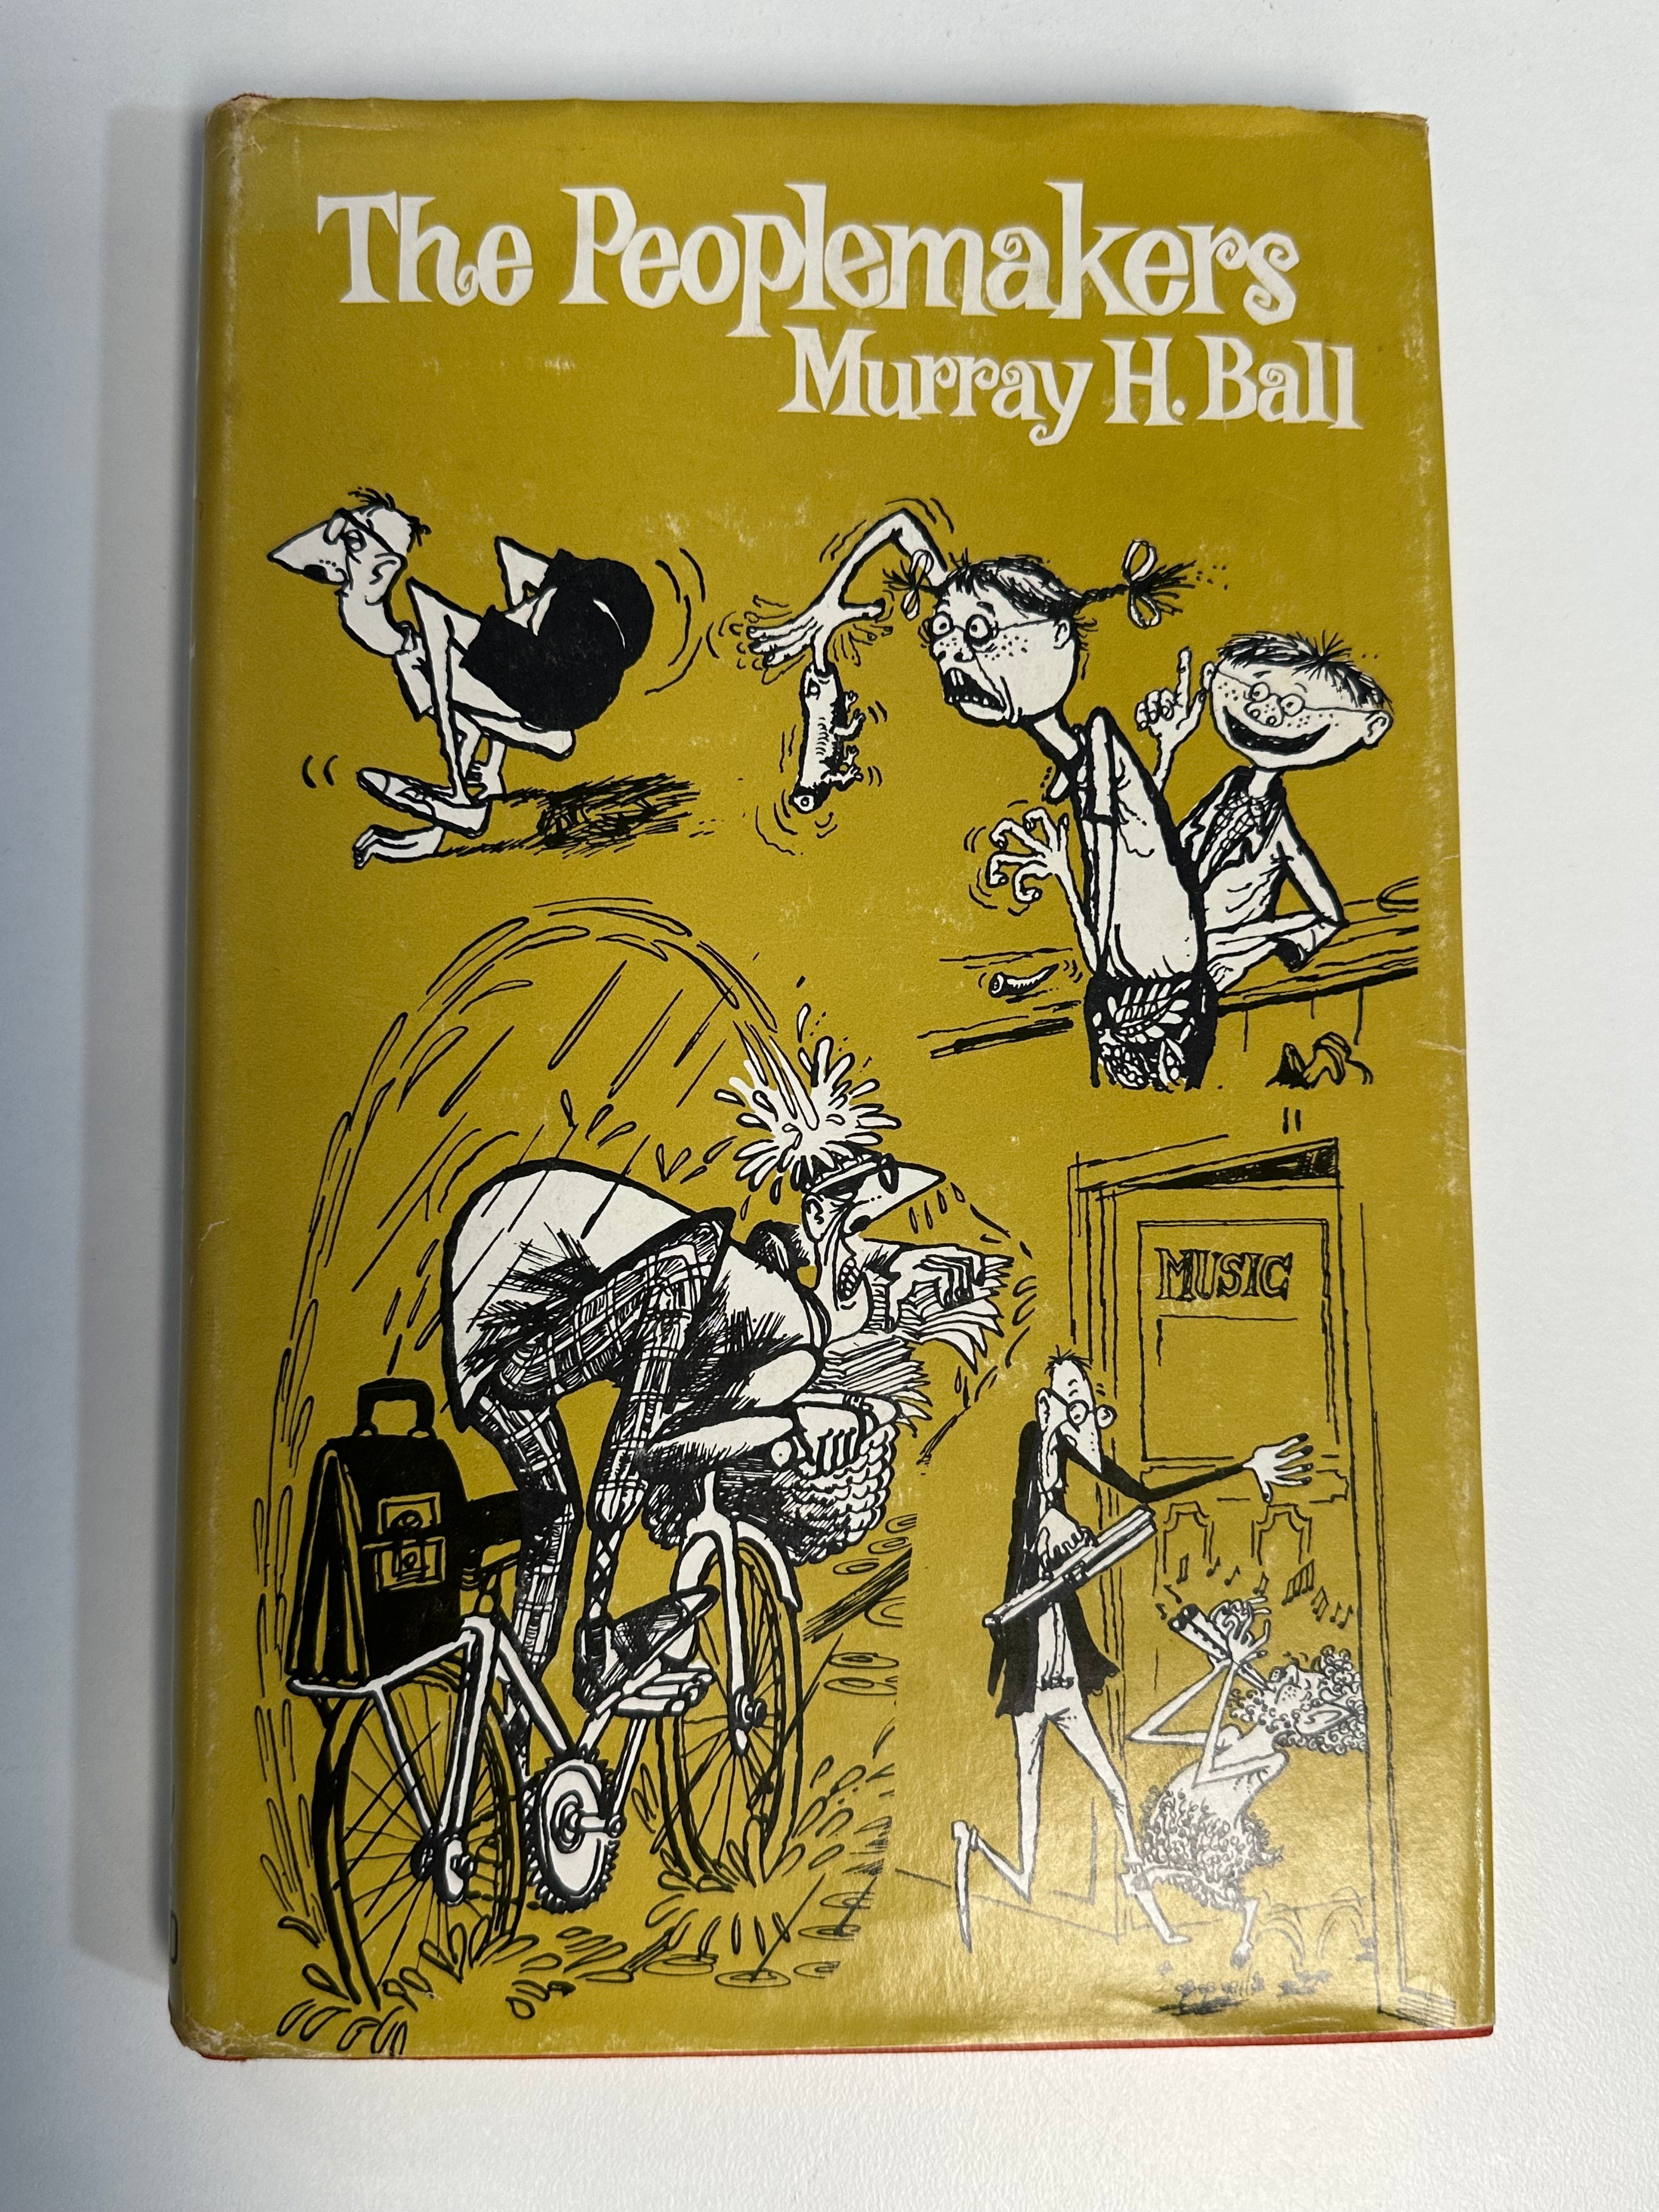 The Peoplemakers
Murray H. Ball
MUSIC